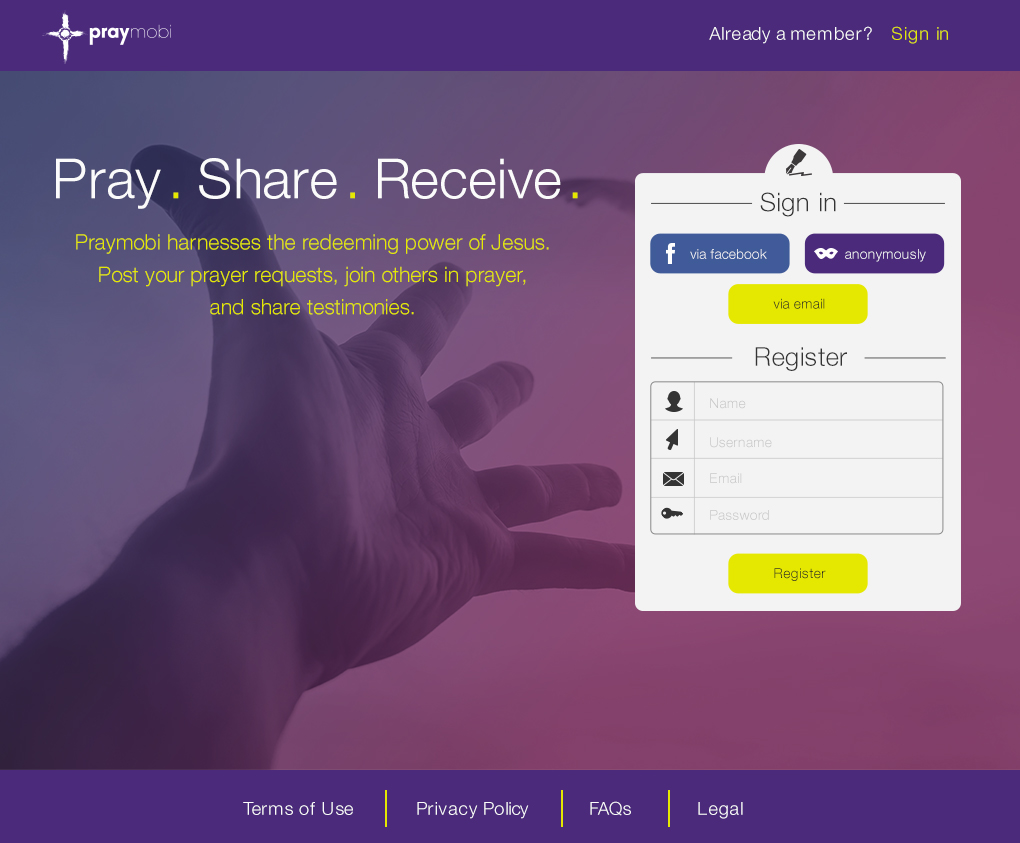 praymobi
Already a member? Sign in
Pray. Share. Receive.
Praymobi harnesses the redeeming power of Jesus.
Post your prayer requests, join others in prayer,
and share testimonies.
Sign in
via facebook
anonymously
via email
Register
Name
Username
Email
Password
Register
Terms of Use
Privacy Policy
FAQs
Legal